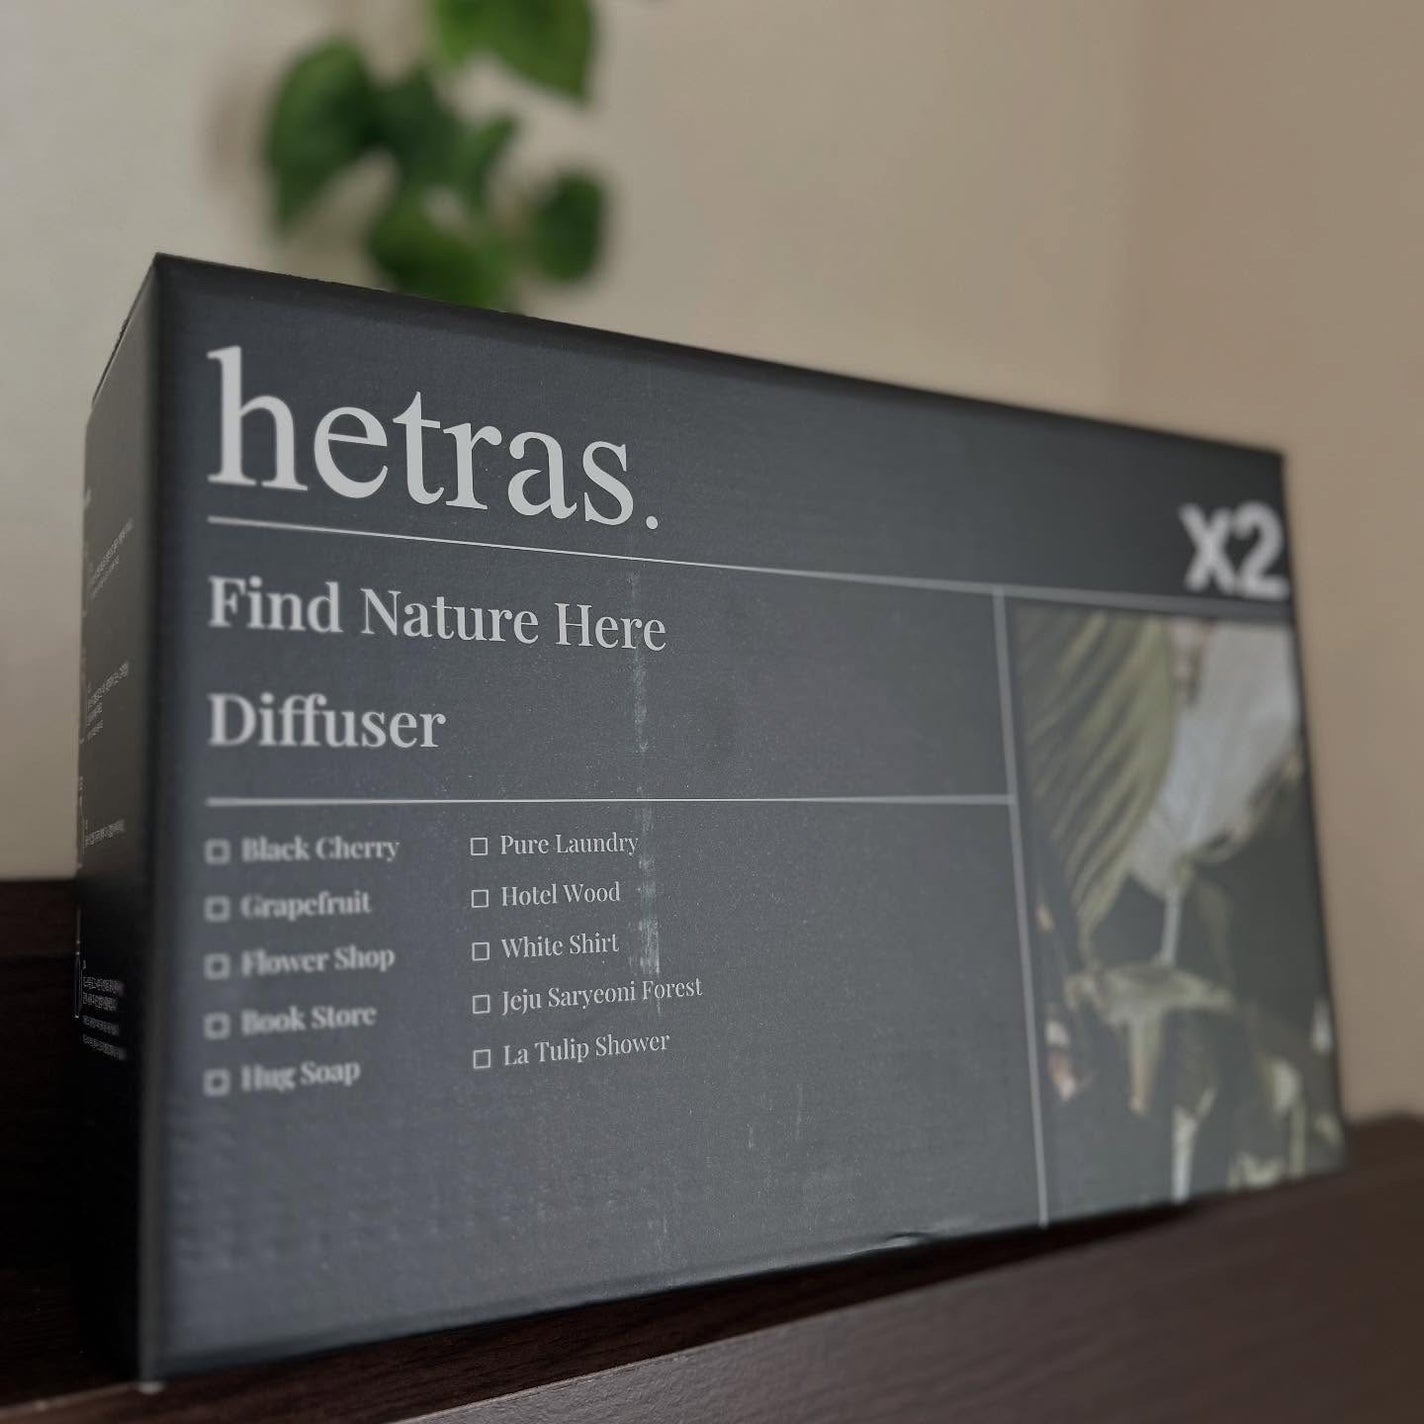 hetras.
X2
Find Nature Here
Diffuser
Black Cherry
Grapefruit
Flower Shop
Book Store
Hug Soap
Pure Laundry
Hotel Wood
White Shirt
Jeju Saryeoni Forest
La Tulip Shower